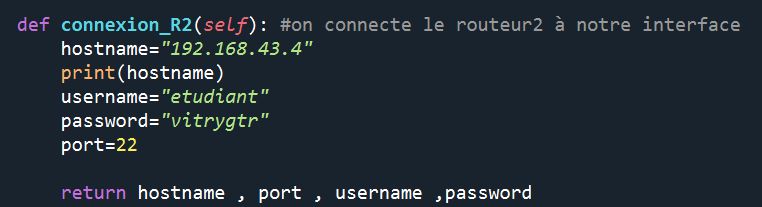 def connexion_R2(self): #on connecte le routeur2 à notre interface
hostname="192.168.43.4"
print(hostname)
username="etudiant"
password="vitrygtr"
port=22
return hostname , port , username ,password